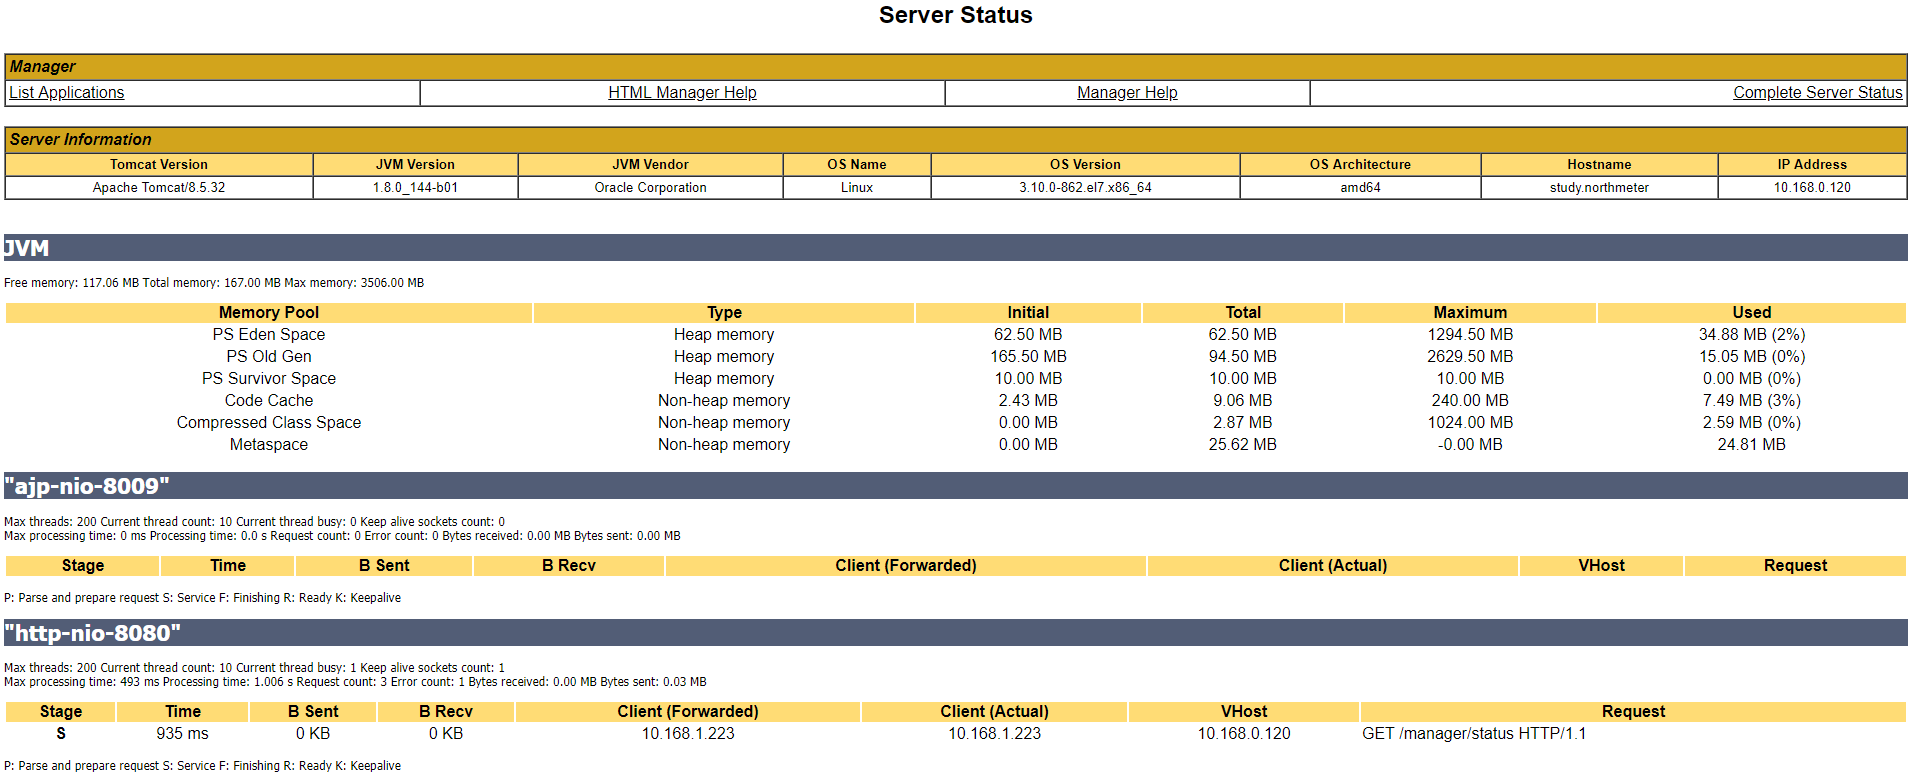 Server Status
Manager
List Applications HTML Manager Help Manager Help Complete Server Status
Server Information
Tomcat Version JVM Version JVM Vendor OS Name OS Version OS Architecture Hostname IP Address
Apache Tomcat/8.5.32 1.8.0_144-b01 Oracle Corporation Linux 3.10.0-862.el7.x86_64 amd64 study.northmeter 10.168.0.120
JVM
Free memory: 117.06 MB Total memory: 167.00 MB Max memory: 3506.00 MB
Memory Pool Type Initial Total Maximum Used
PS Eden Space Heap memory 62.50 MB 62.50 MB 1294.50 MB 34.88 MB (2%)
PS Old Gen Heap memory 165.50 MB 94.50 MB 2629.50 MB 15.05 MB (0%)
PS Survivor Space Heap memory 10.00 MB 10.00 MB 10.00 MB 0.00 MB (0%)
Code Cache Non-heap memory 2.43 MB 9.06 MB 240.00 MB 7.49 MB (3%)
Compressed Class Space Non-heap memory 0.00 MB 2.87 MB 1024.00 MB 2.59 MB (0%)
Metaspace Non-heap memory 0.00 MB 25.62 MB -0.00 MB 24.81 MB
"ajp-nio-8009"
Max threads: 200 Current thread count: 10 Current thread busy: 0 Keep alive sockets count: 0
Max processing time: 0 ms Processing time: 0.0 s Request count: 0 Error count: 0 Bytes received: 0.00 MB Bytes sent: 0.00 MB
Stage Time B Sent B Recv Client (Forwarded) Client (Actual) VHost Request
P: Parse and prepare request S: Service F: Finishing R: Ready K: Keepalive
"http-nio-8080"
Max threads: 200 Current thread count: 10 Current thread busy: 1 Keep alive sockets count: 1
Max processing time: 493 ms Processing time: 1.006 s Request count: 3 Error count: 1 Bytes received: 0.00 MB Bytes sent: 0.03 MB
Stage Time B Sent B Recv Client (Forwarded) Client (Actual) VHost Request
S 935 ms 0 KB 0 KB 10.168.1.223 10.168.1.223 10.168.0.120 GET /manager/status HTTP/1.1
P: Parse and prepare request S: Service F: Finishing R: Ready K: Keepalive